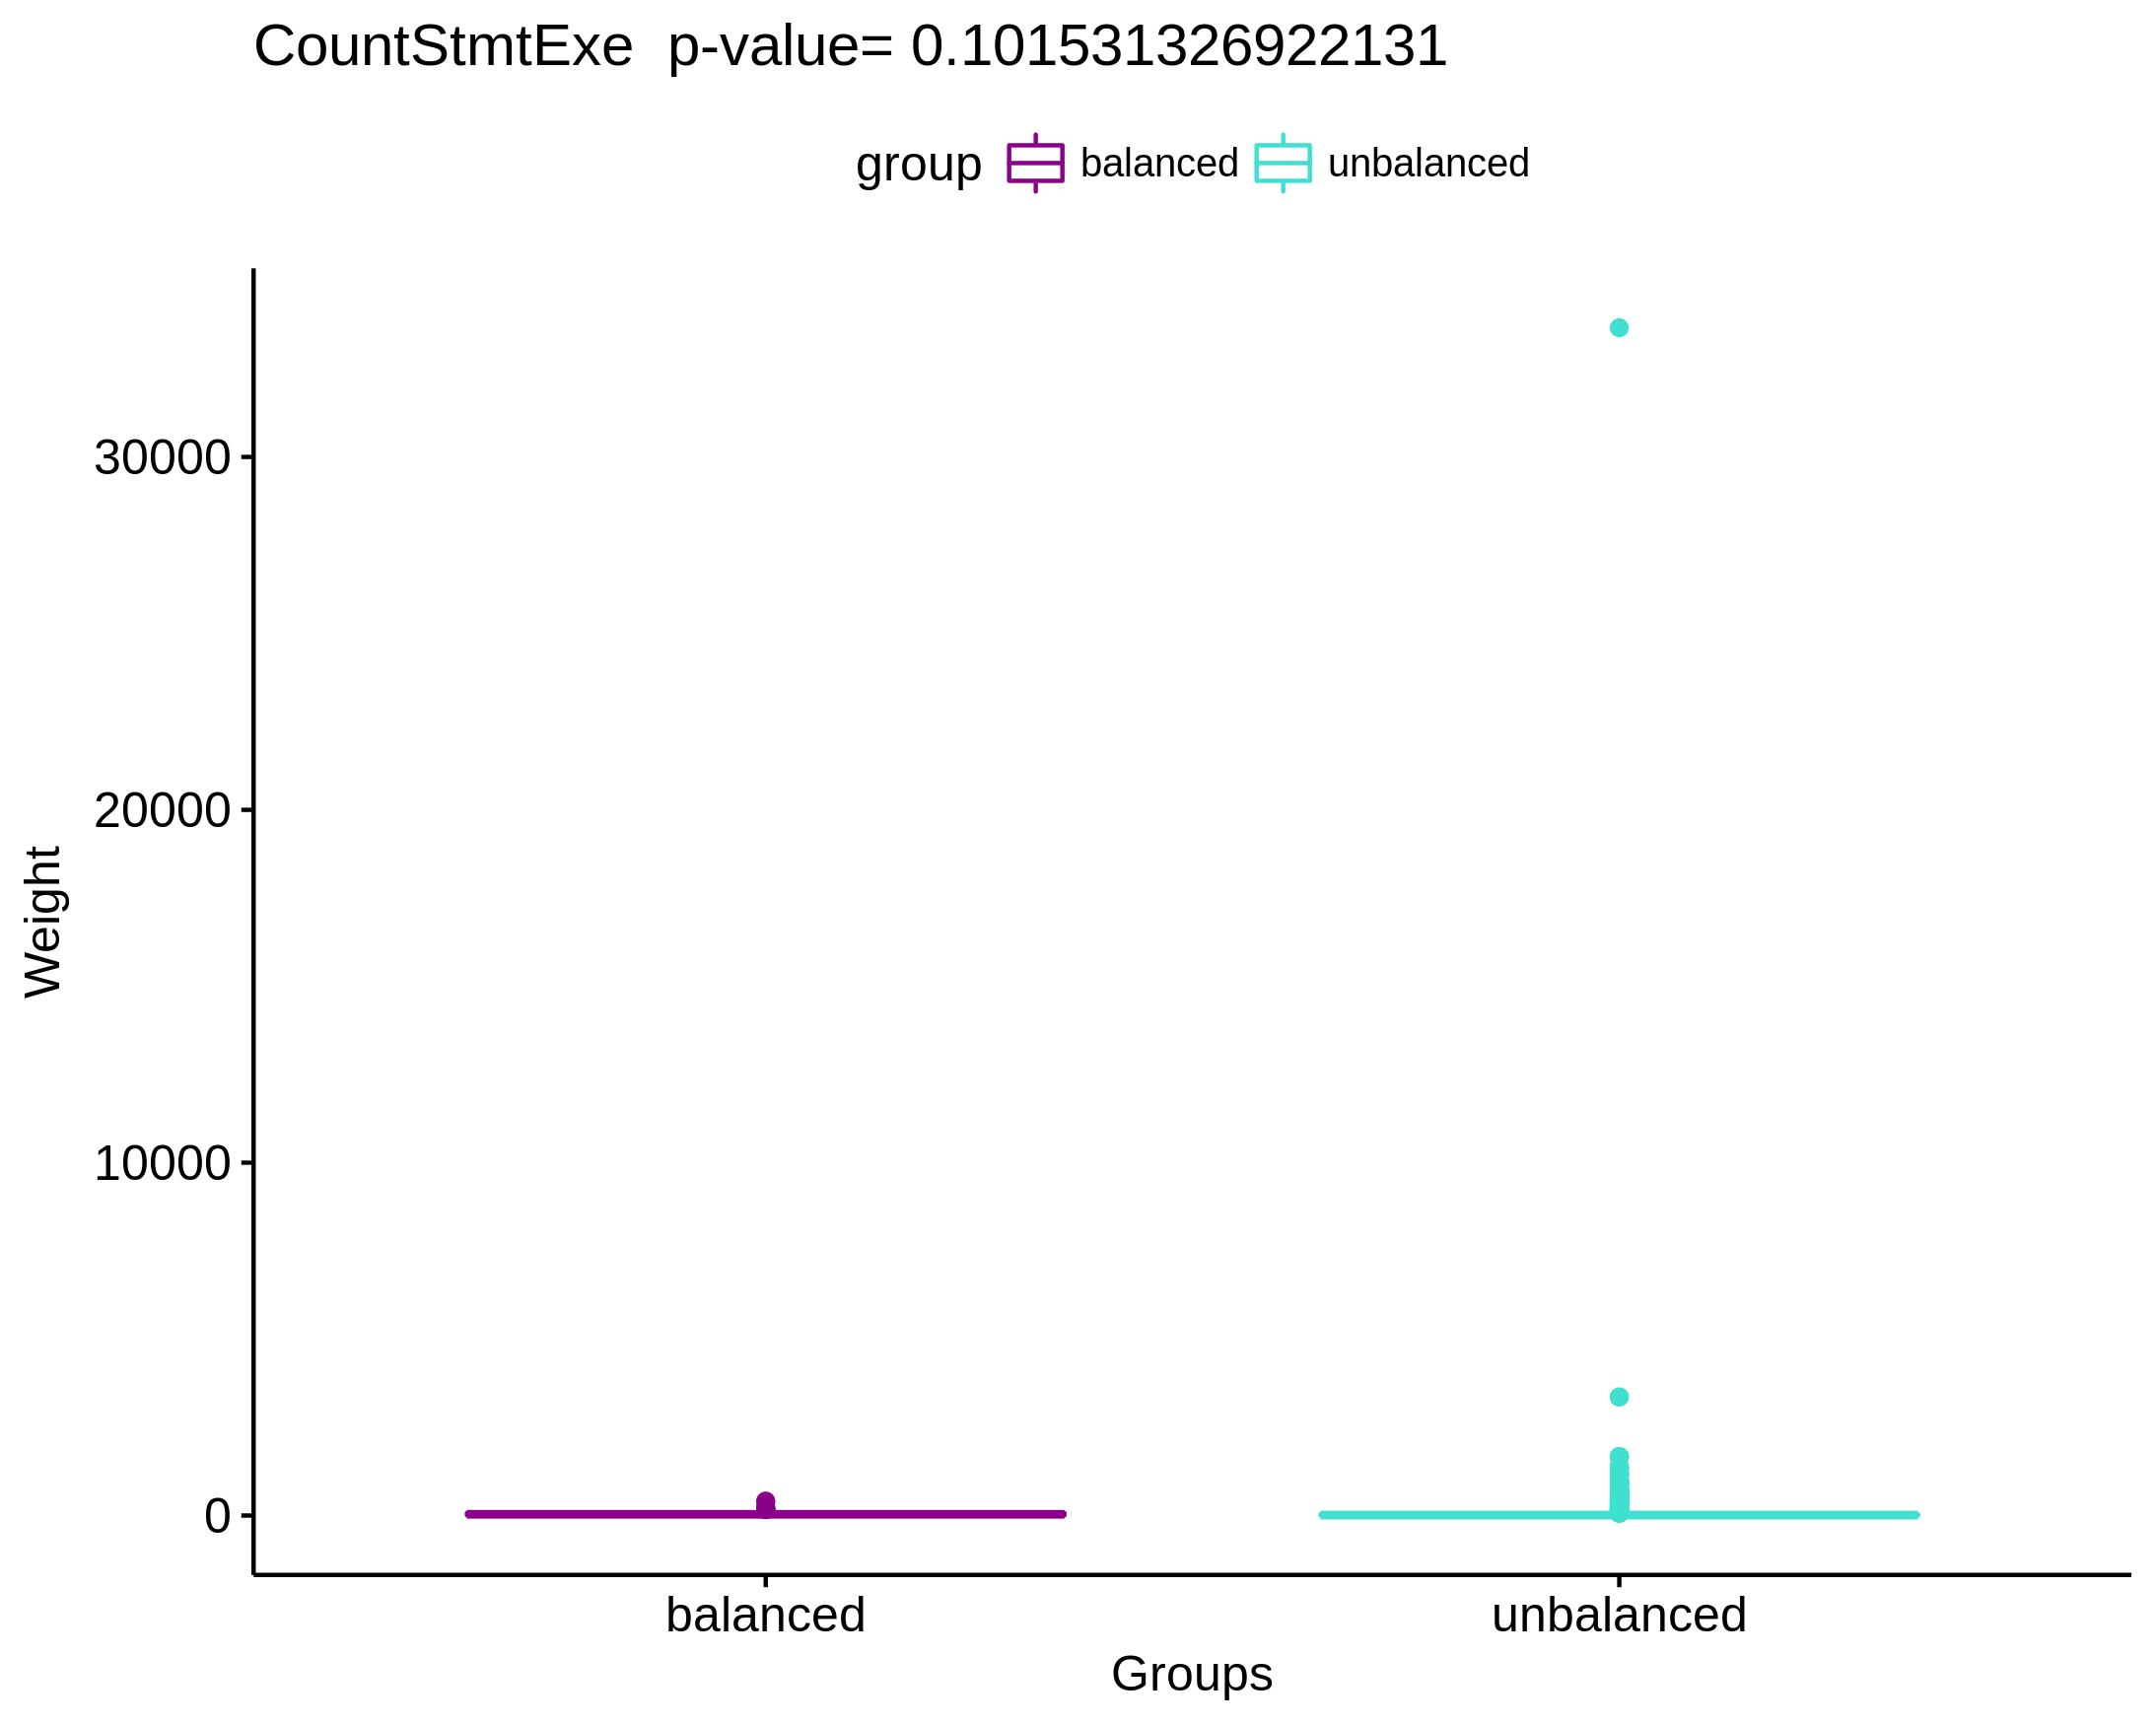 CountStmtExe  p-value= 0.101531326922131
group balanced unbalanced
30000
20000
10000
0
Weight
balanced unbalanced
Groups